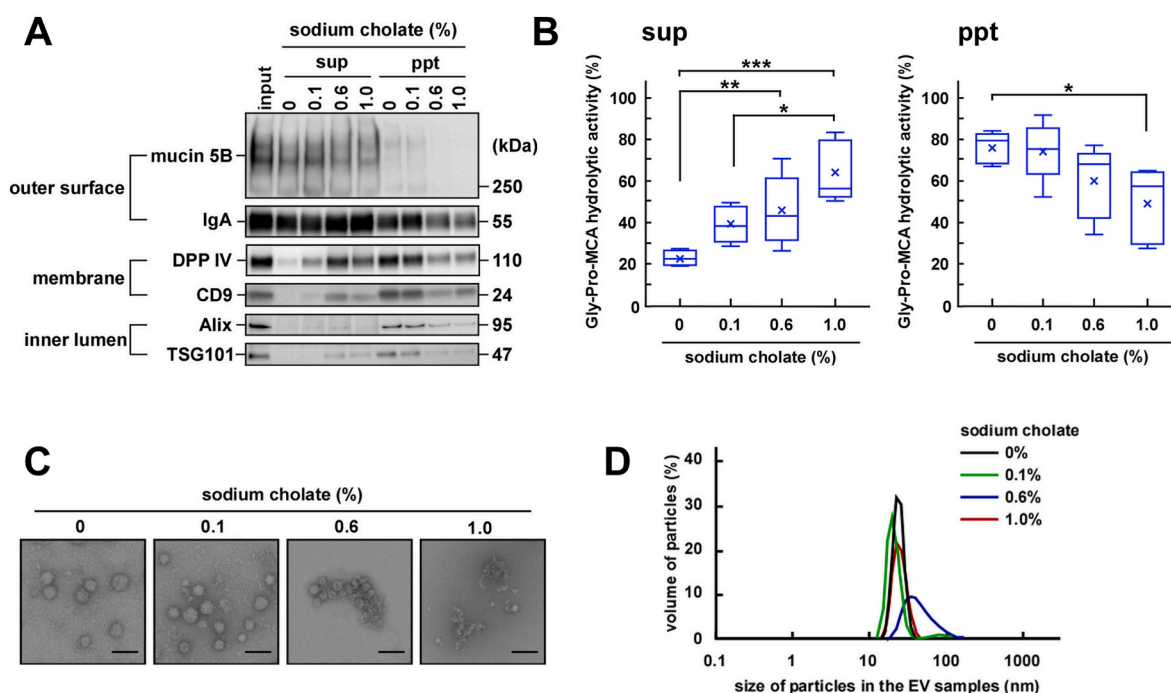 A
sodium cholate (%)
sup ppt
input 0 0.1 0.6 1.0 0 0.1 0.6 1.0
(kDa)
outer surface
mucin 5B
250
IgA 55
membrane
DPP IV 110
CD9 24
inner lumen
Alix 95
TSG101 47
B
sup
Gly-Pro-MCA hydrolytic activity (%)
100
80
60
40
20
0
***
**
*
0 0.1 0.6 1.0
sodium cholate (%)
ppt
Gly-Pro-MCA hydrolytic activity (%)
100
80
60
40
20
0
*
0 0.1 0.6 1.0
sodium cholate (%)
C
sodium cholate (%)
0 0.1 0.6 1.0
D
volume of particles (%)
40
30
20
10
0
0.1 1 10 100 1000
size of particles in the EV samples (nm)
sodium cholate
0%
0.1%
0.6%
1.0%